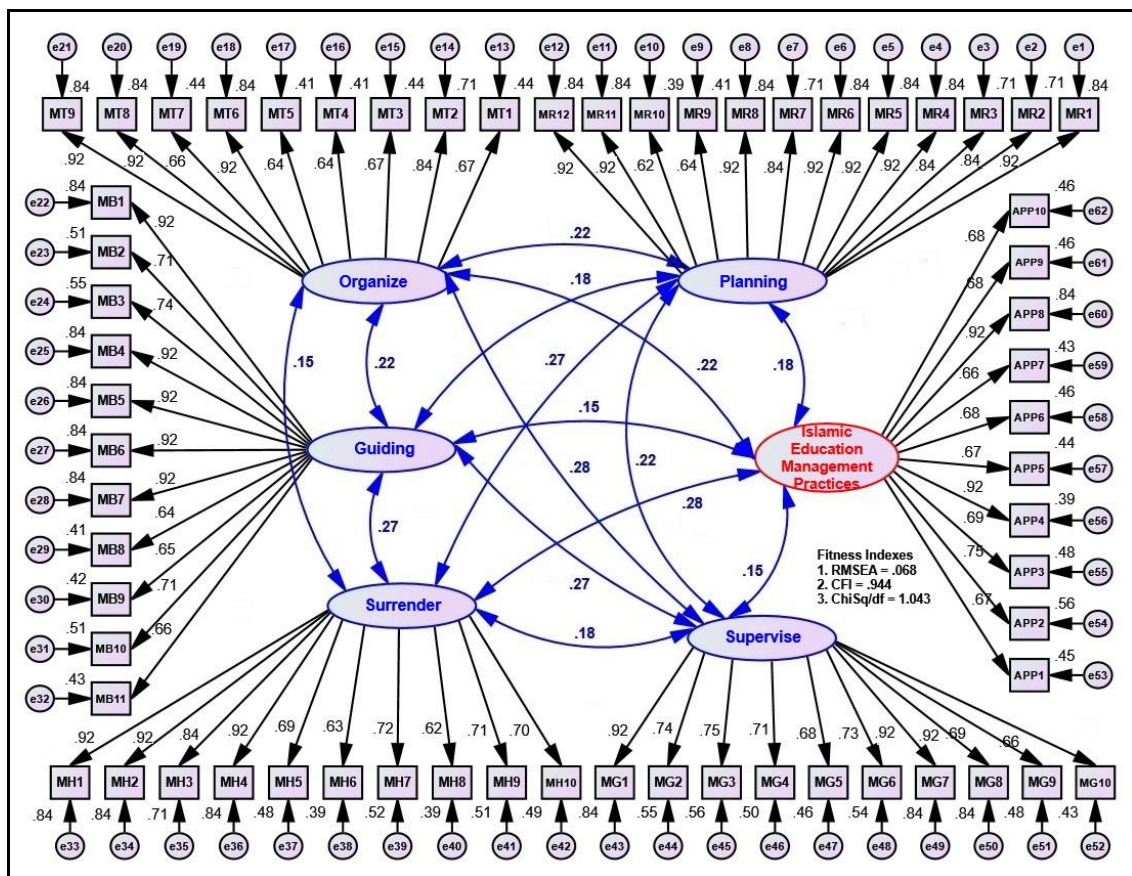 e21 e20 e19 e18 e17 e16 e15 e14 e13 e12 e11 e10 e9 e8 e7 e6 e5 e4 e3 e2 e1
.84 .84 .44 .84 .41 .41 .44 .71 .44 .84 .84 .39 .41 .84 .71 .84 .84 .84 .71 .71 .84
MT9 MT8 MT7 MT6 MT5 MT4 MT3 MT2 MT1 MR12 MR11 MR10 MR9 MR8 MR7 MR6 MR5 MR4 MR3 MR2 MR1
.92 .92 .66 .92 .64 .64 .67 .84 .67 .92 .92 .62 .64 .92 .84 .92 .92 .84 .84 .92
e22 .84 MB1 .92
e23 .51 MB2 .71
e24 .55 MB3 .74
e25 .84 MB4 .92
e26 .84 MB5 .92
e27 .84 MB6 .92
e28 .84 MB7 .92
e29 .41 MB8 .64
e30 .42 MB9 .65
e31 .51 MB10 .71
e32 .43 MB11 .66
Organize
Planning
Guiding
Islamic
Education
Management
Practices
Surrender
Supervise
.22
.18
.15
.22
.27
.22
.18
.15
.28
.22
.28
.27
.27
.15
.18
.68 APP10 .46 e62
.68 APP9 .46 e61
.92 APP8 .84 e60
.66 APP7 .43 e59
.68 APP6 .46 e58
.67 APP5 .44 e57
.92 APP4 .39 e56
.69 APP3 .48 e55
.75 APP2 .56 e54
.67 APP1 .45 e53
Fitness Indexes
1. RMSEA = .068
2. CFI = .944
3. ChiSq/df = 1.043
.92 .92 .84 .92 .69 .63 .72 .62 .71 .70 .92 .74 .75 .71 .68 .73 .92 .92 .69 .66
MH1 MH2 MH3 MH4 MH5 MH6 MH7 MH8 MH9 MH10 MG1 MG2 MG3 MG4 MG5 MG6 MG7 MG8 MG9 MG10
.84 .84 .71 .84 .48 .39 .52 .39 .51 .49 .84 .55 .56 .50 .46 .54 .84 .84 .48 .43
e33 e34 e35 e36 e37 e38 e39 e40 e41 e42 e43 e44 e45 e46 e47 e48 e49 e50 e51 e52